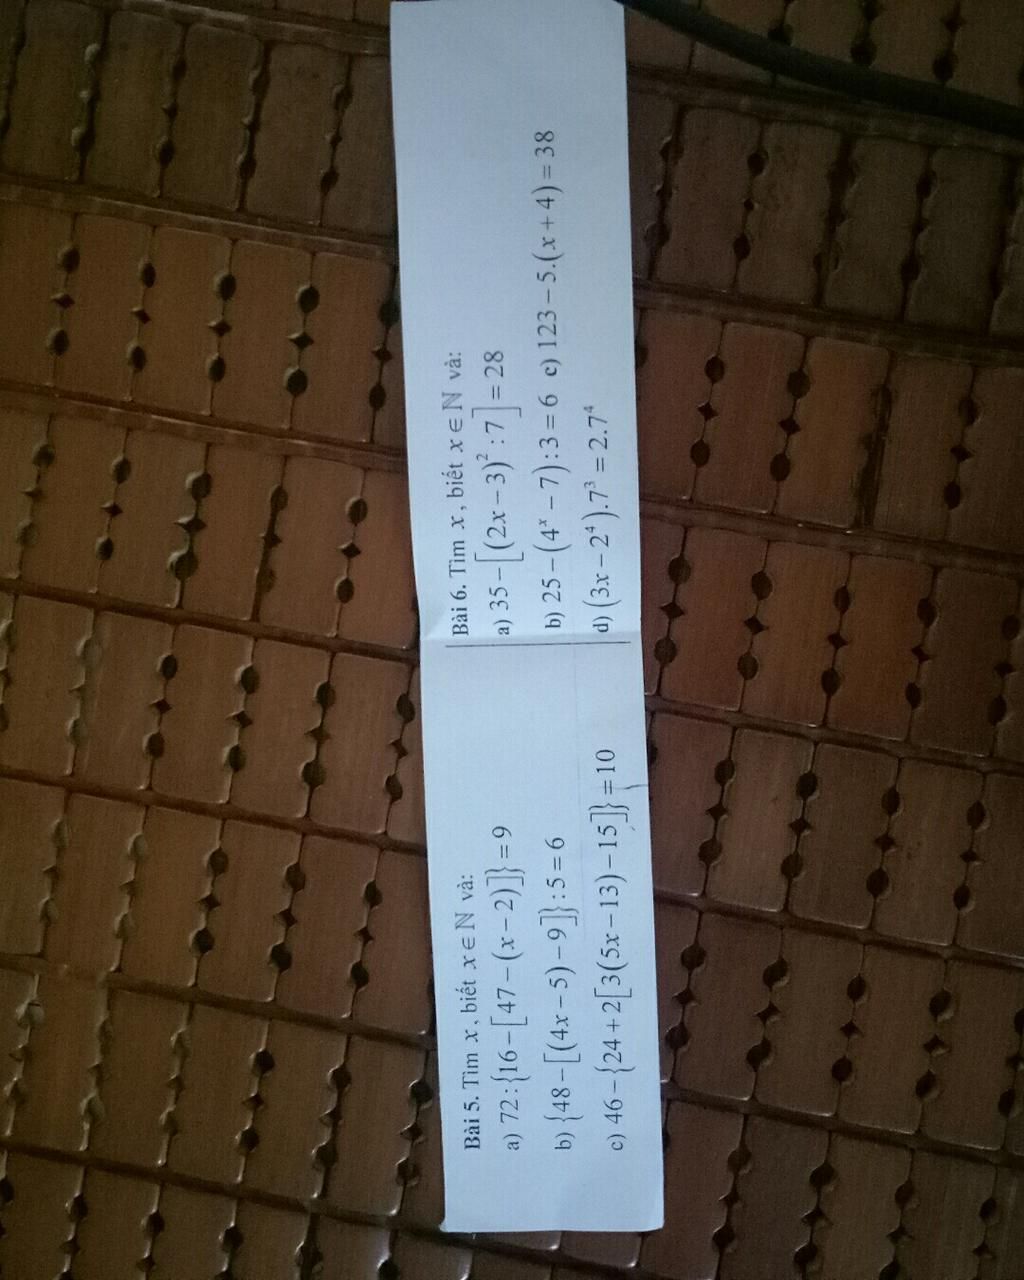 Bài 5. Tìm x, biết x ∈ ℕ và:
a) 72 : {16 − [47 − (x − 2)]} = 9
b) {48 − [(4x − 5) − 9]} : 5 = 6
c) 46 − {24 + 2[3(5x − 13) − 15]} = 10
Bài 6. Tìm x, biết x ∈ ℕ và:
a) 35 − [(2x − 3)² : 7] = 28
b) 25 − (4ˣ − 7) : 3 = 6 c) 123 − 5.(x + 4) = 38
d) (3x − 2⁴).7³ = 2.7⁴